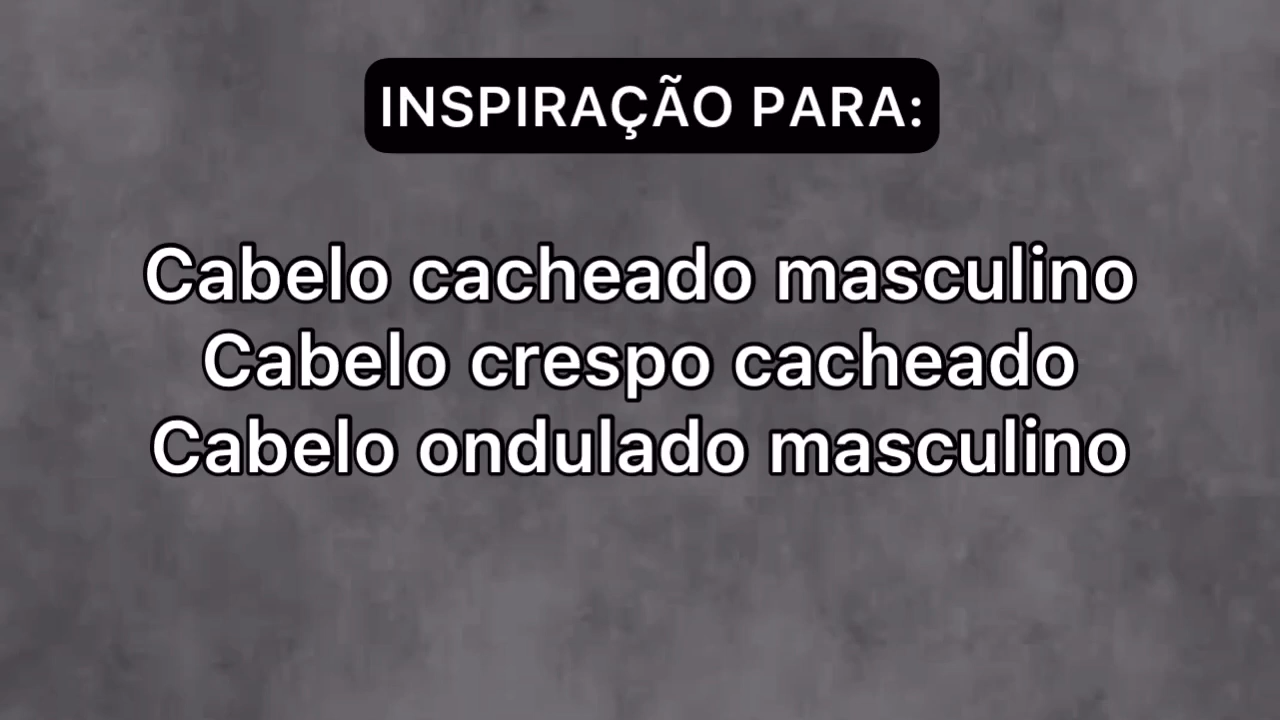 INSPIRAÇÃO PARA:
Cabelo cacheado masculino
Cabelo crespo cacheado
Cabelo ondulado masculino